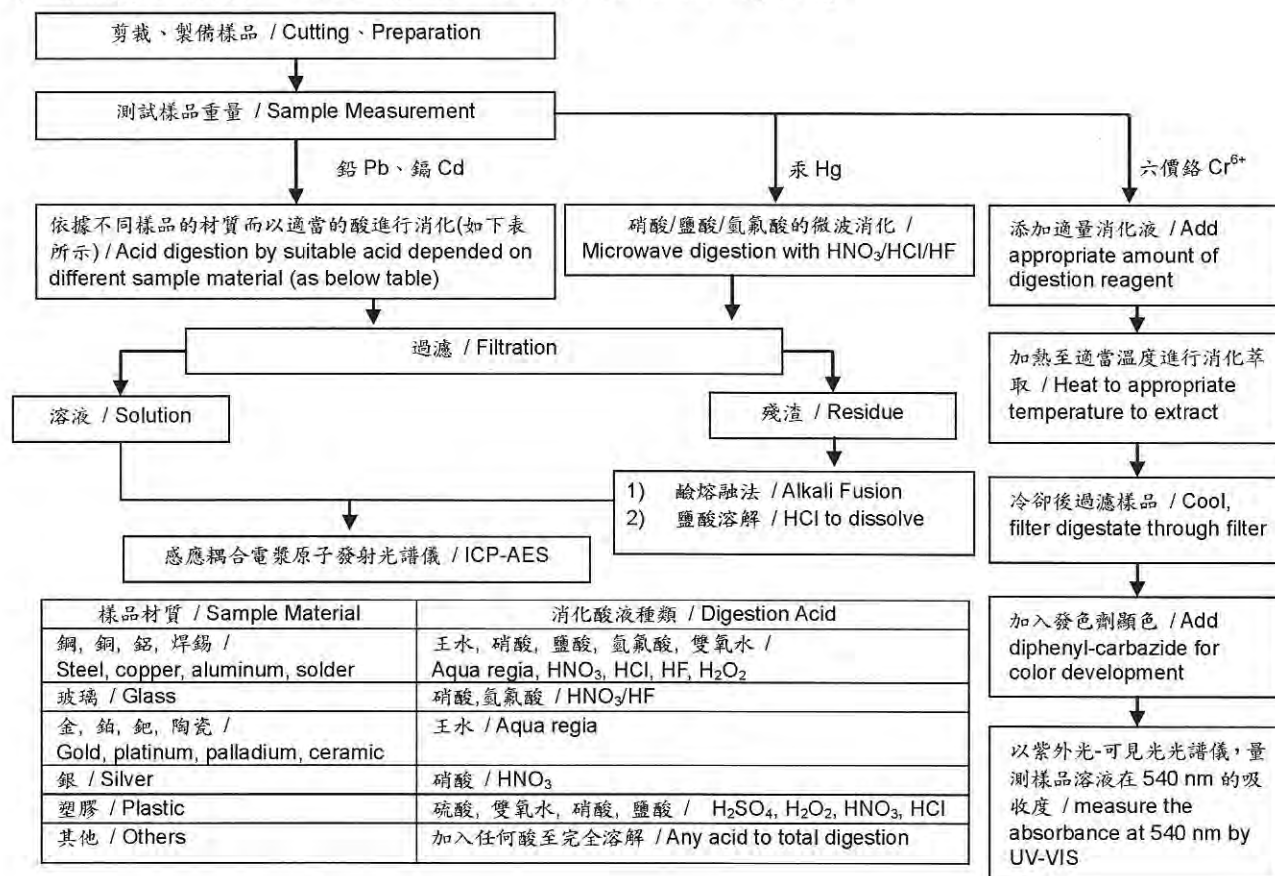 剪裁、製備樣品 / Cutting、Preparation
測試樣品重量 / Sample Measurement
鉛 Pb、鎘 Cd
汞 Hg
六價鉻 Cr⁶⁺
依據不同樣品的材質而以適當的酸進行消化(如下表
所示) / Acid digestion by suitable acid depended on
different sample material (as below table)
硝酸/鹽酸/氫氟酸的微波消化 /
Microwave digestion with HNO₃/HCl/HF
添加適量消化液 / Add
appropriate amount of
digestion reagent
過濾 / Filtration
加熱至適當溫度進行消化萃
取 / Heat to appropriate
temperature to extract
溶液 / Solution
殘渣 / Residue
1) 鹼熔融法 / Alkali Fusion
2) 鹽酸溶解 / HCl to dissolve
冷卻後過濾樣品 / Cool,
filter digestate through filter
感應耦合電漿原子發射光譜儀 / ICP-AES
加入發色劑顯色 / Add
diphenyl-carbazide for
color development
以紫外光-可見光光譜儀，量
測樣品溶液在 540 nm 的吸
收度 / measure the
absorbance at 540 nm by
UV-VIS
樣品材質 / Sample Material
消化酸液種類 / Digestion Acid
鋼, 銅, 鋁, 焊錫 /
Steel, copper, aluminum, solder
王水, 硝酸, 鹽酸, 氫氟酸, 雙氧水 /
Aqua regia, HNO₃, HCl, HF, H₂O₂
玻璃 / Glass
硝酸,氫氟酸 / HNO₃/HF
金, 鉑, 鈀, 陶瓷 /
Gold, platinum, palladium, ceramic
王水 / Aqua regia
銀 / Silver
硝酸 / HNO₃
塑膠 / Plastic
硫酸, 雙氧水, 硝酸, 鹽酸 / H₂SO₄, H₂O₂, HNO₃, HCl
其他 / Others
加入任何酸至完全溶解 / Any acid to total digestion